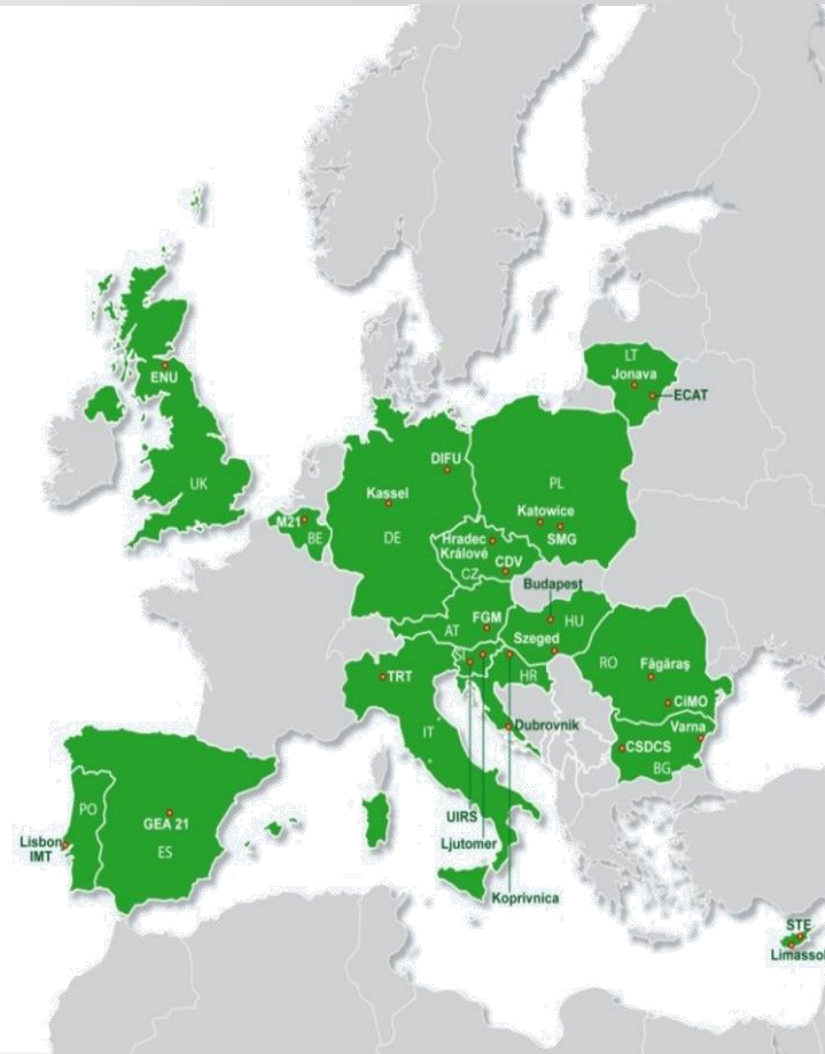 LT
Jonava
ECAT
ENU
UK
DIFU
Kassel
PL
Katowice
SMG
M21
BE
DE
Hradec
Králové
CDV
CZ
Budapest
FGM
AT
HU
Szeged
SI
HR
RO
Făgăraş
CiMO
TRT
IT
Dubrovnik
Varna
CSDCS
BG
PO
GEA 21
ES
Lisbon
IMT
UIRS
Ljutomer
Koprivnica
STE
Limassol